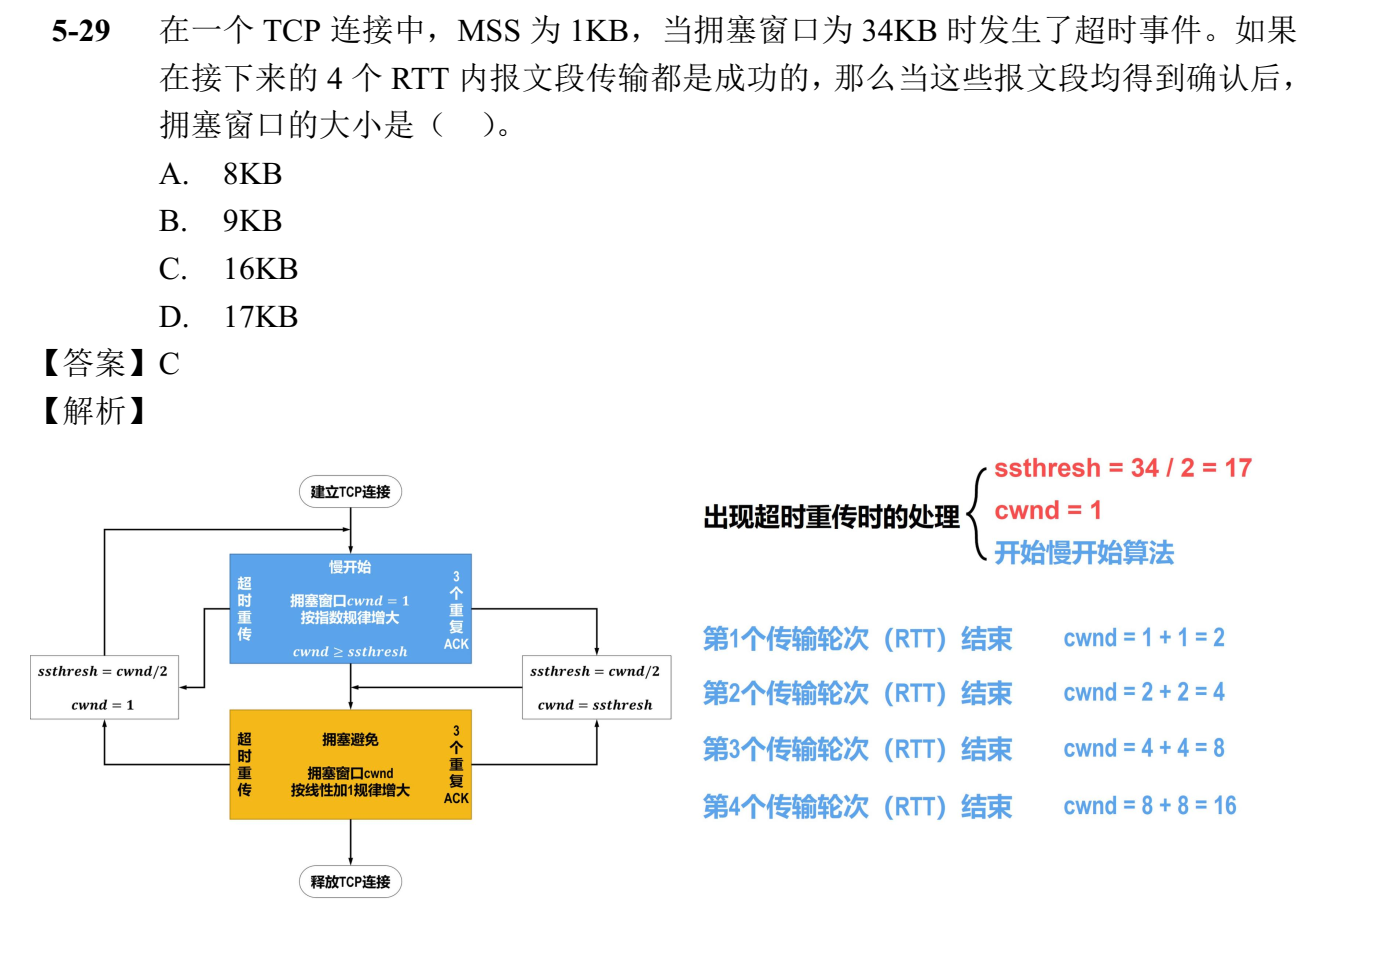 5-29 在一个 TCP 连接中，MSS 为 1KB，当拥塞窗口为 34KB 时发生了超时事件。如果
在接下来的 4 个 RTT 内报文段传输都是成功的，那么当这些报文段均得到确认后，
拥塞窗口的大小是（ ）。
A. 8KB
B. 9KB
C. 16KB
D. 17KB
【答案】C
【解析】
建立TCP连接
慢开始
拥塞窗口cwnd = 1
按指数规律增大
cwnd ≥ ssthresh
超时重传
3个重复ACK
ssthresh = cwnd/2
cwnd = 1
ssthresh = cwnd/2
cwnd = ssthresh
拥塞避免
拥塞窗口cwnd
按线性加1规律增大
超时重传
3个重复ACK
释放TCP连接
出现超时重传时的处理
ssthresh = 34 / 2 = 17
cwnd = 1
开始慢开始算法
第1个传输轮次（RTT）结束 cwnd = 1 + 1 = 2
第2个传输轮次（RTT）结束 cwnd = 2 + 2 = 4
第3个传输轮次（RTT）结束 cwnd = 4 + 4 = 8
第4个传输轮次（RTT）结束 cwnd = 8 + 8 = 16